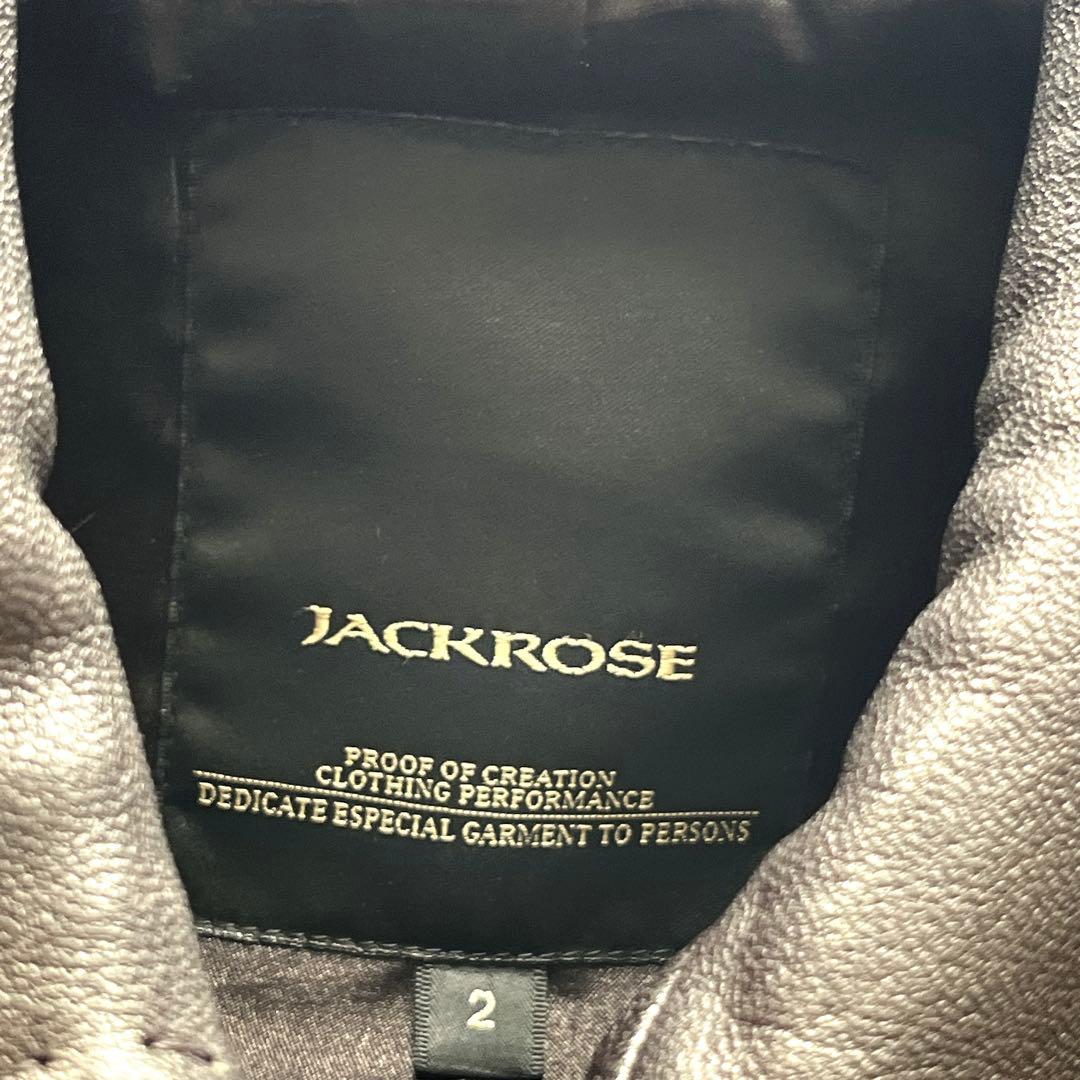 JACKROSE
PROOF OF CREATION
CLOTHING PERFORMANCE
DEDICATE ESPECIAL GARMENT TO PERSONS
2